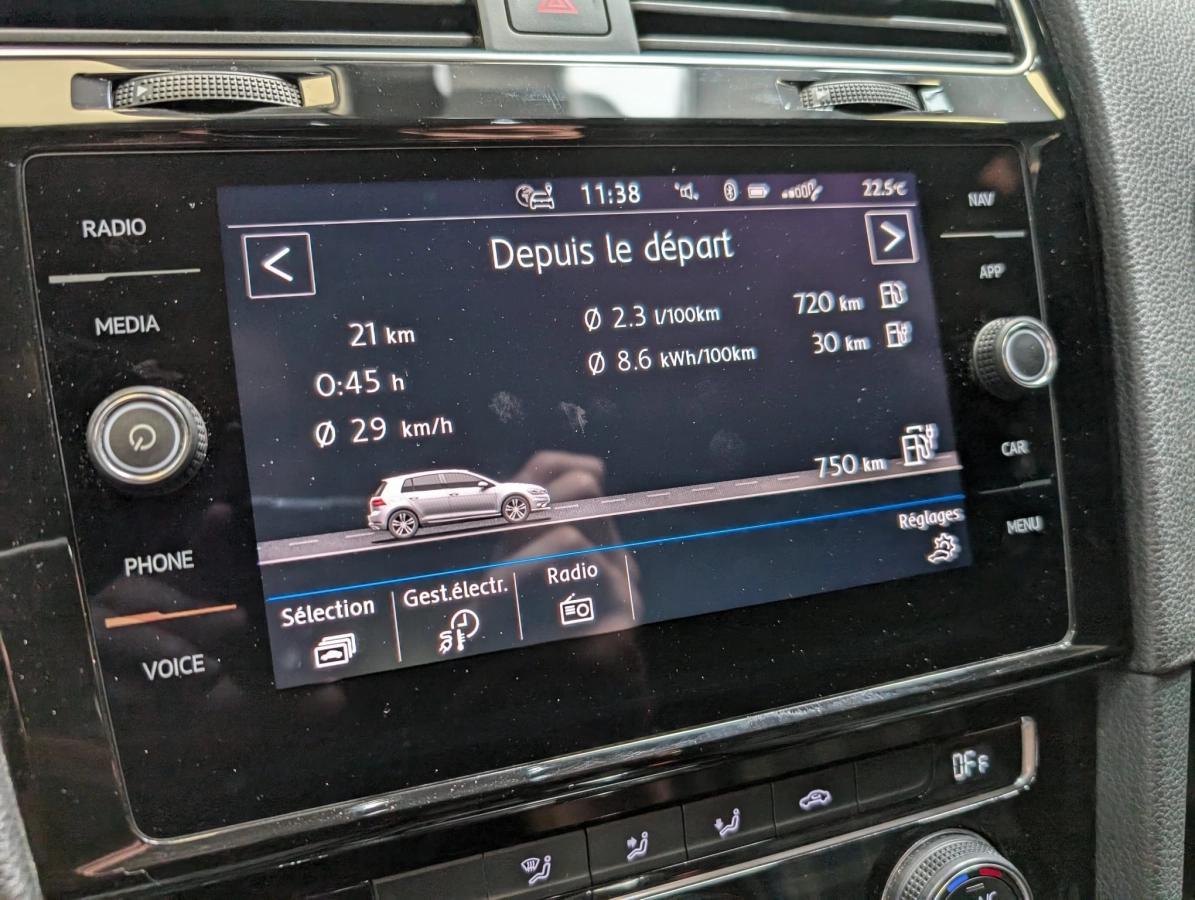 RADIO
MEDIA
PHONE
VOICE
11:38
22.5°C
Depuis le départ
21 km
0:45 h
Ø 29 km/h
Ø 2.3 l/100km
Ø 8.6 kWh/100km
720 km
30 km
750 km
Sélection
Gest.électr.
Radio
Réglages
NAV
APP
CAR
MENU
OFF